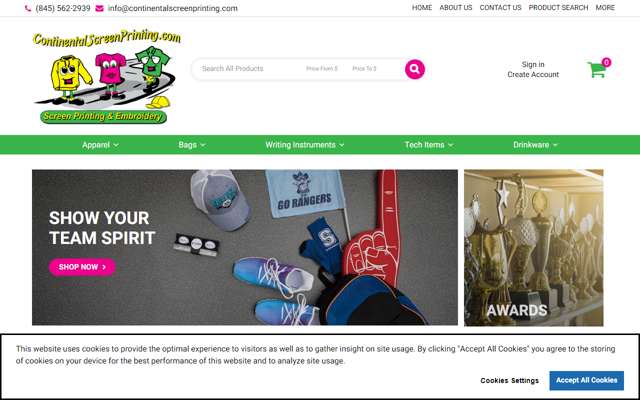 (845) 562-2939 info@continentalscreenprinting.com
HOME ABOUT US CONTACT US PRODUCT SEARCH MORE
ContinentalScreenPrinting.com
Screen Printing & Embroidery
Search All Products Price From $ Price To $
Sign in
Create Account
0
Apparel Bags Writing Instruments Tech Items Drinkware
SHOW YOUR
TEAM SPIRIT
SHOP NOW
GO RANGERS
S
AWARDS
This website uses cookies to provide the optimal experience to visitors as well as to gather insight on site usage. By clicking "Accept All Cookies" you agree to the storing
of cookies on your device for the best performance of this website and to analyze site usage.
Cookies Settings Accept All Cookies